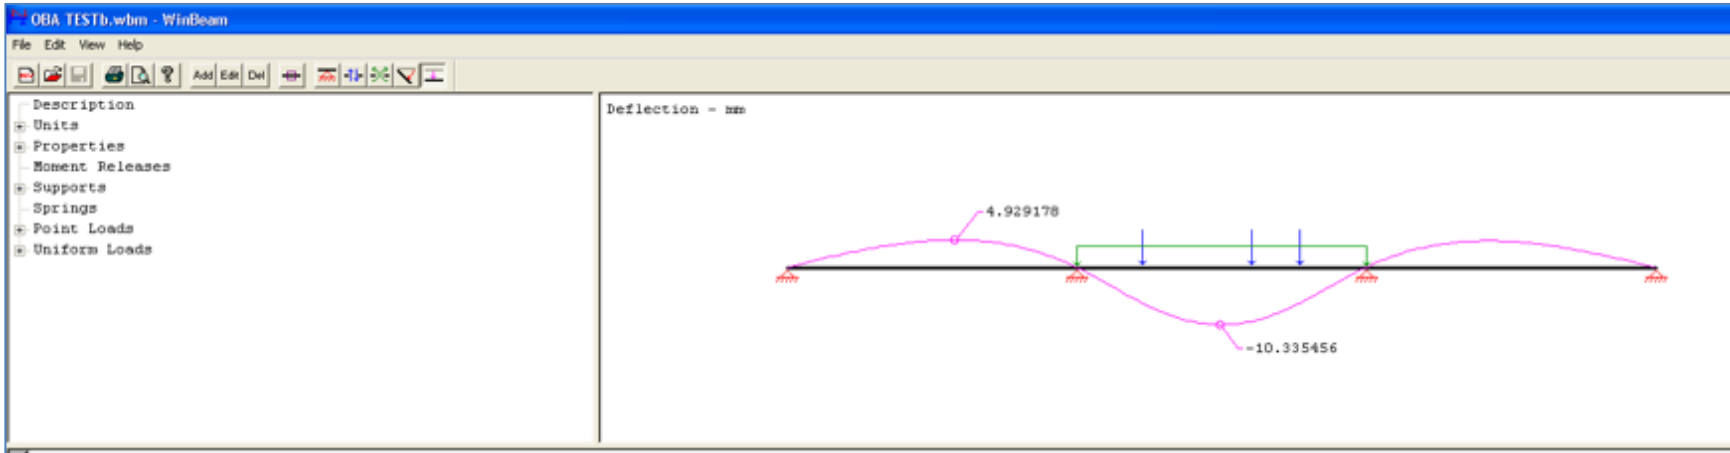 OBA TESTb.wbm - WinBeam
File Edit View Help
Add Edit Del
Description
Units
Properties
Moment Releases
Supports
Springs
Point Loads
Uniform Loads
Deflection - mm
4.929178
-10.335456